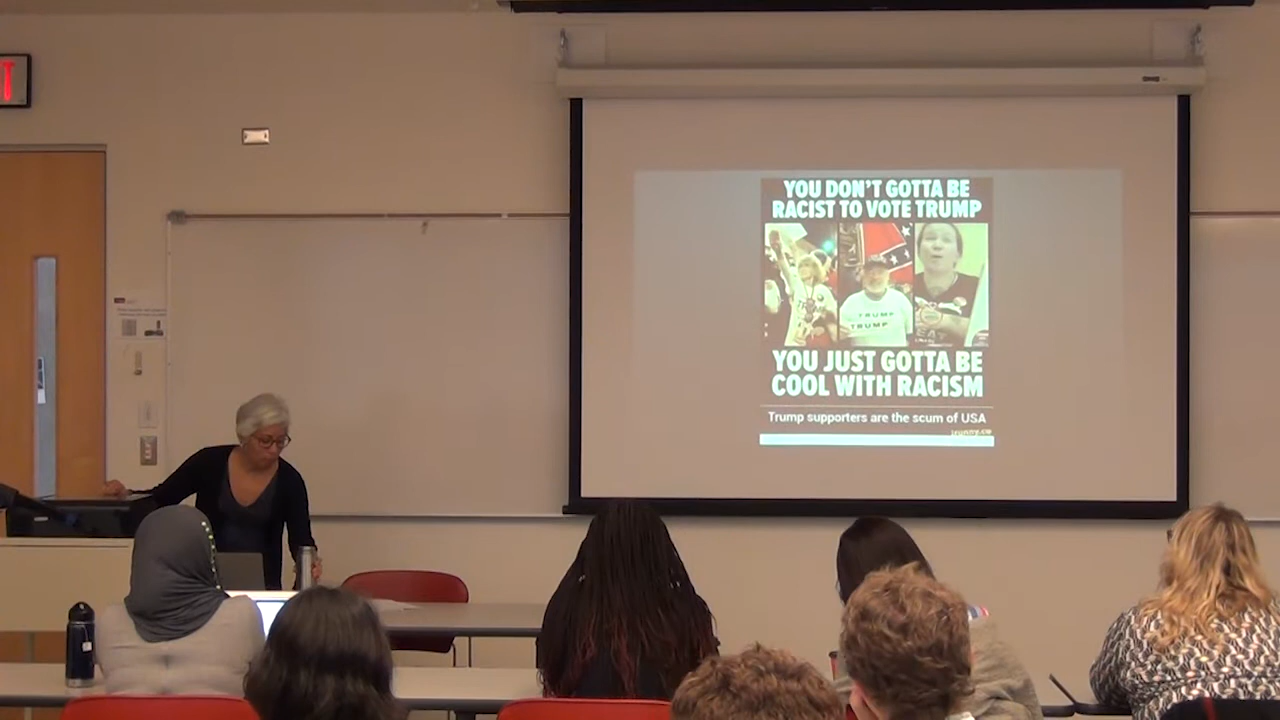 T
YOU DON'T GOTTA BE
RACIST TO VOTE TRUMP
TRUMP
TRUMP
YOU JUST GOTTA BE
COOL WITH RACISM
Trump supporters are the scum of USA